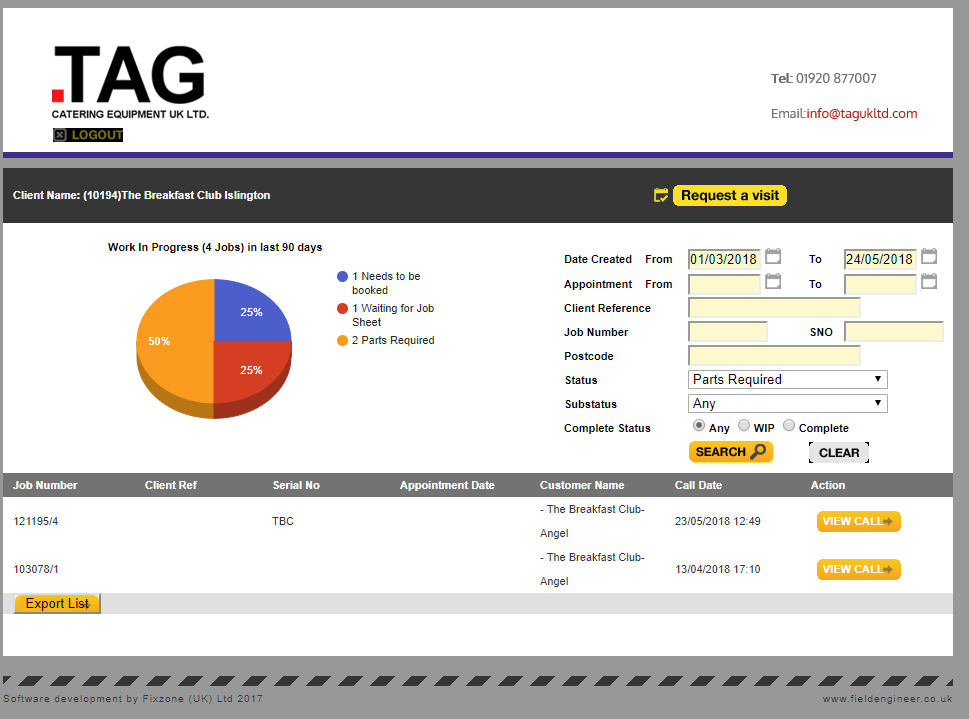 .TAG
CATERING EQUIPMENT UK LTD.
LOGOUT
Tel: 01920 877007
Email:info@tagukltd.com
Client Name: (10194)The Breakfast Club Islington
Request a visit
Work In Progress (4 Jobs) in last 90 days
25%
50%
25%
1 Needs to be
booked
1 Waiting for Job
Sheet
2 Parts Required
Date Created From 01/03/2018 To 24/05/2018
Appointment From To
Client Reference
Job Number SNO
Postcode
Status Parts Required
Substatus Any
Complete Status Any WIP Complete
SEARCH CLEAR
Job Number Client Ref Serial No Appointment Date Customer Name Call Date Action
121195/4 TBC - The Breakfast Club-
Angel 23/05/2018 12:49 VIEW CALL
103078/1 - The Breakfast Club-
Angel 13/04/2018 17:10 VIEW CALL
Export List
Software development by Fixzone (UK) Ltd 2017
www.fieldengineer.co.uk